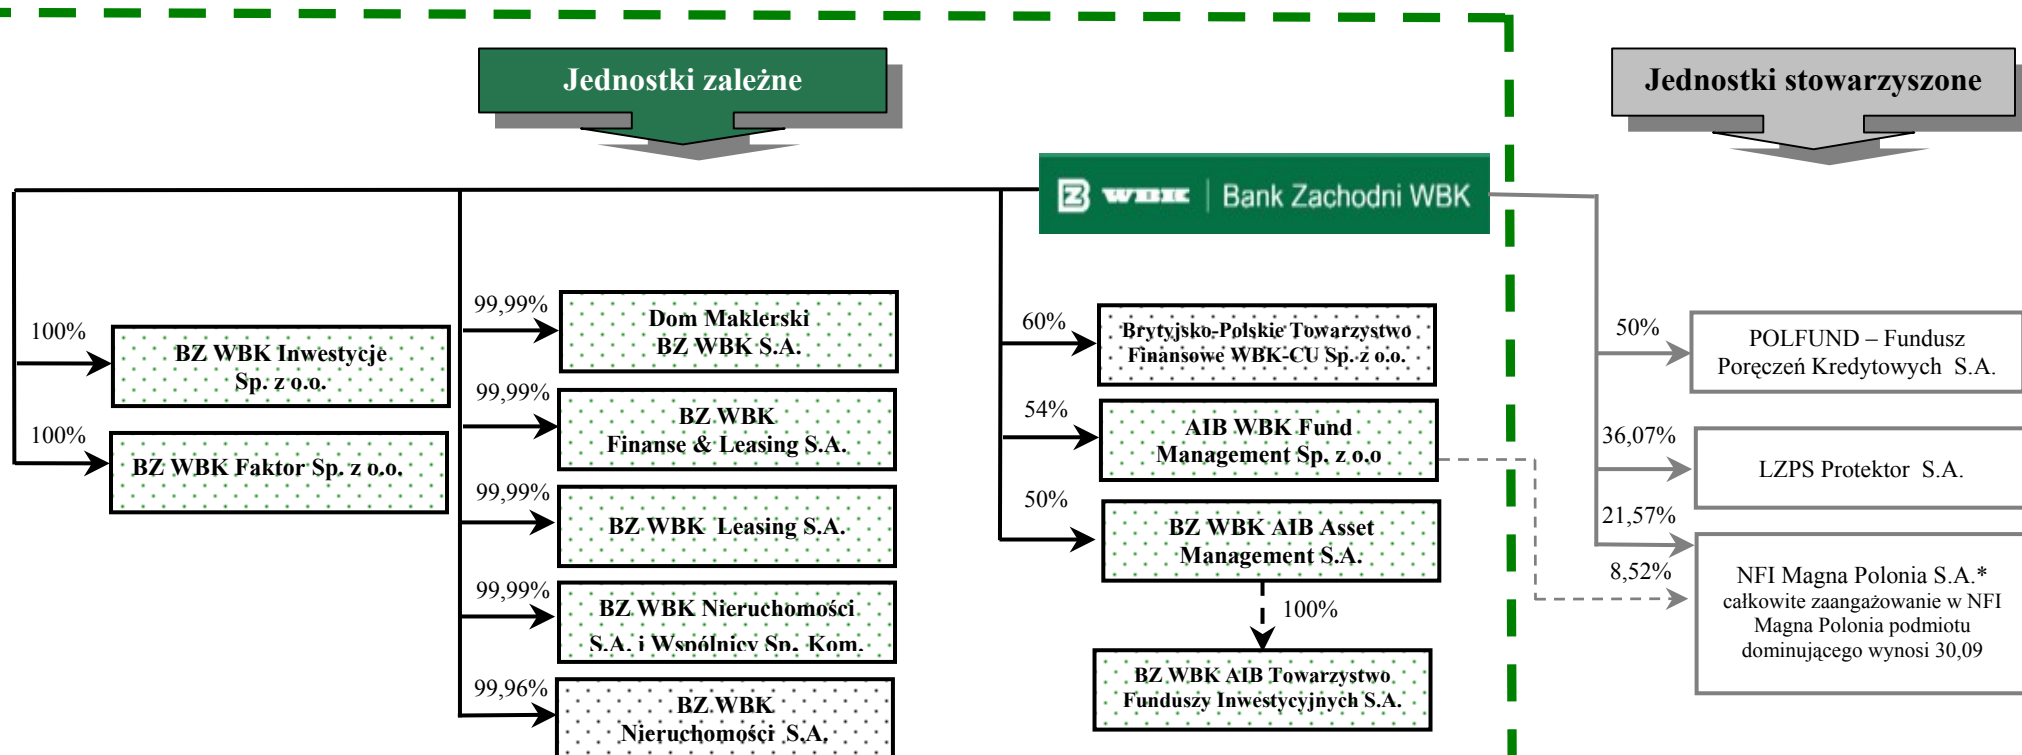 Jednostki zależne
Jednostki stowarzyszone
B Z WBK | Bank Zachodni WBK
100%
BZ WBK Inwestycje
Sp. z o.o.
100%
BZ WBK Faktor Sp. z o.o.
99,99%
Dom Maklerski
BZ WBK S.A.
99,99%
BZ WBK
Finanse & Leasing S.A.
99,99%
BZ WBK Leasing S.A.
99,99%
BZ WBK Nieruchomości
S.A. i Wspólnicy Sp. Kom.
99,96%
BZ WBK
Nieruchomości S.A.
60%
Brytyjsko-Polskie Towarzystwo
Finansowe WBK-CU Sp. z o.o.
54%
AIB WBK Fund
Management Sp. z o.o
50%
BZ WBK AIB Asset
Management S.A.
100%
BZ WBK AIB Towarzystwo
Funduszy Inwestycyjnych S.A.
50%
POLFUND – Fundusz
Poręczeń Kredytowych S.A.
36,07%
LZPS Protektor S.A.
21,57%
8,52%
NFI Magna Polonia S.A.*
całkowite zaangażowanie w NFI
Magna Polonia podmiotu
dominującego wynosi 30,09